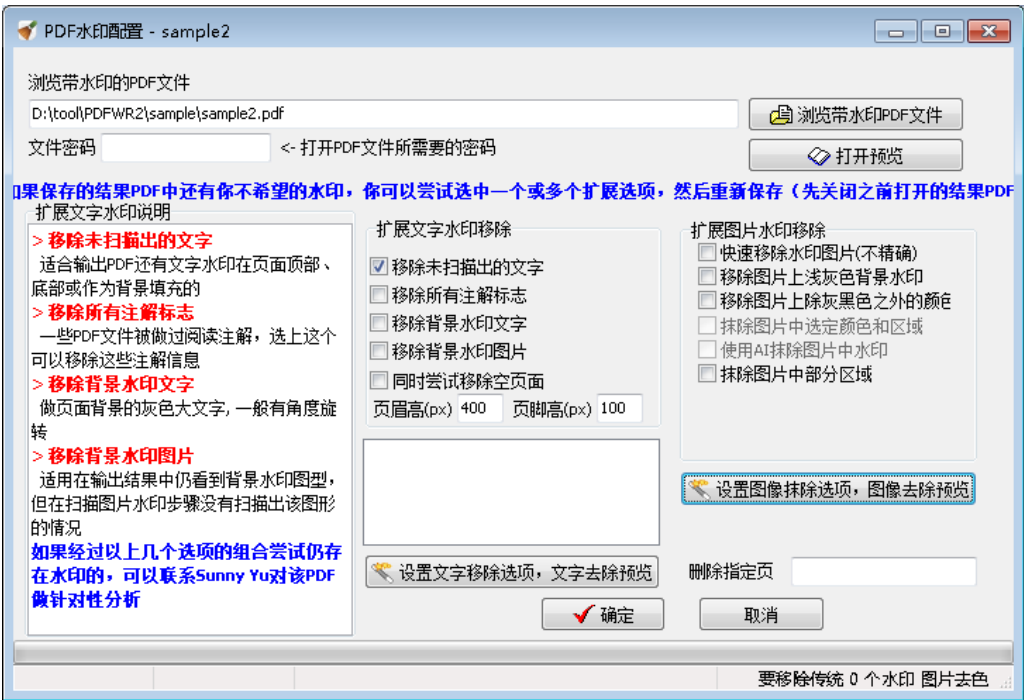 PDF水印配置 - sample2
浏览带水印的PDF文件
D:\tool\PDFWR2\sample\sample2.pdf
浏览带水印PDF文件
文件密码
<- 打开PDF文件所需要的密码
打开预览
果保存的结果PDF中还有你不希望的水印，你可以尝试选中一个或多个扩展选项，然后重新保存（先关闭之前打开的结果PDF
扩展文字水印说明
> 移除未扫描出的文字
适合输出PDF还有文字水印在页面顶部、
底部或作为背景填充的
> 移除所有注解标志
一些PDF文件被做过阅读注解，选上这个
可以移除这些注解信息
> 移除背景水印文字
做页面背景的灰色大文字, 一般有角度旋
转
> 移除背景水印图片
适用在输出结果中仍看到背景水印图型，
但在扫描图片水印步骤没有扫描出该图形
的情况
如果经过以上几个选项的组合尝试仍存
在水印的，可以联系Sunny Yu对该PDF
做针对性分析
扩展文字水印移除
移除未扫描出的文字
移除所有注解标志
移除背景水印文字
移除背景水印图片
同时尝试移除空页面
页眉高(px) 400 页脚高(px) 100
设置文字移除选项，文字去除预览
扩展图片水印移除
快速移除水印图片(不精确)
移除图片上浅灰色背景水印
移除图片上除灰黑色之外的颜色
抹除图片中选定颜色和区域
使用AI抹除图片中水印
抹除图片中部分区域
设置图像抹除选项，图像去除预览
删除指定页
确定
取消
要移除传统 0 个水印 图片去色